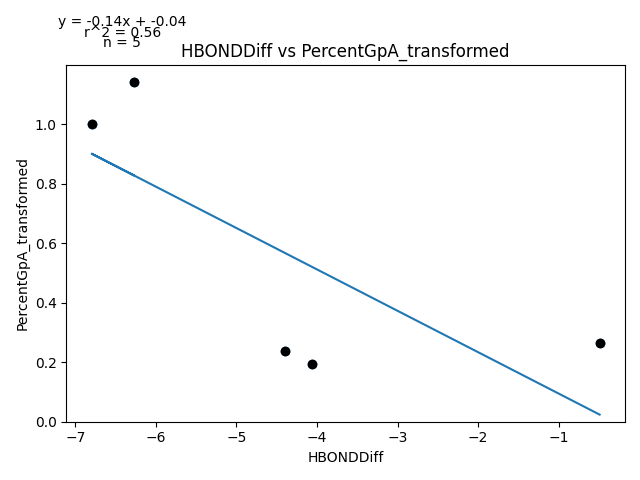 y = -0.14x + -0.04
r^2 = 0.56
n = 5
HBONDDiff vs PercentGpA_transformed
PercentGpA_transformed
1.0
0.8
0.6
0.4
0.2
0.0
−7 −6 −5 −4 −3 −2 −1
HBONDDiff